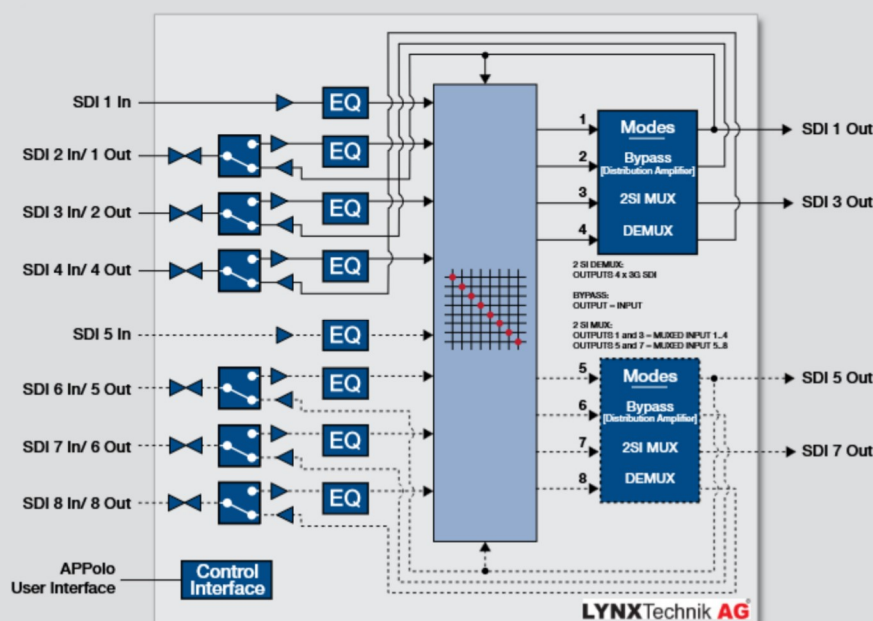 SDI 1 In
EQ
SDI 2 In/ 1 Out
EQ
SDI 3 In/ 2 Out
EQ
SDI 4 In/ 4 Out
EQ
SDI 5 In
EQ
SDI 6 In/ 5 Out
EQ
SDI 7 In/ 6 Out
EQ
SDI 8 In/ 8 Out
EQ
APPolo
User Interface
Control
Interface
1
2
3
4
Modes
Bypass
[Distribution Amplifier]
2SI MUX
DEMUX
SDI 1 Out
SDI 3 Out
2 SI DEMUX:
OUTPUTS 4 x 3G SDI
BYPASS:
OUTPUT = INPUT
2 SI MUX:
OUTPUTS 1 and 3 = MUXED INPUT 1..4
OUTPUTS 5 and 7 = MUXED INPUT 5..8
5
6
7
8
Modes
Bypass
[Distribution Amplifier]
2SI MUX
DEMUX
SDI 5 Out
SDI 7 Out
LYNXTechnik AG